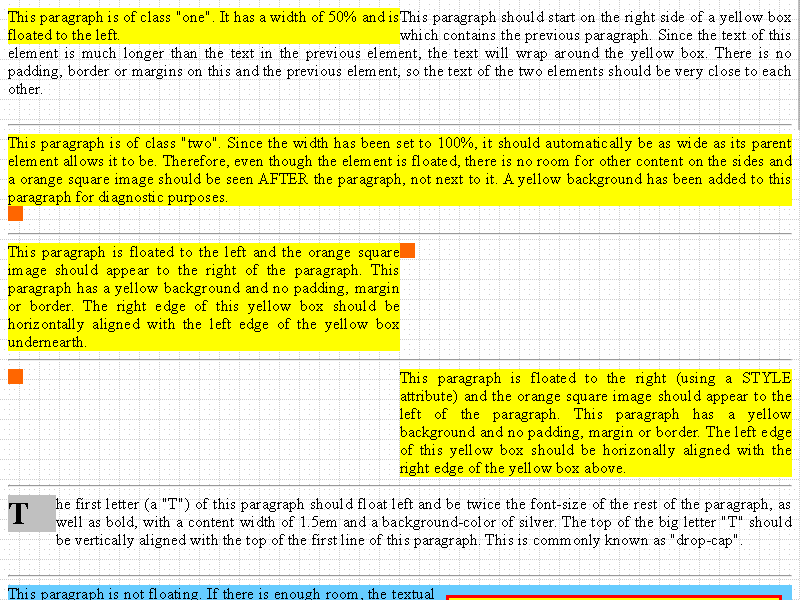 This paragraph is of class "one". It has a width of 50% and is
floated to the left.
This paragraph should start on the right side of a yellow box
which contains the previous paragraph. Since the text of this
element is much longer than the text in the previous element, the text will wrap around the yellow box. There is no
padding, border or margins on this and the previous element, so the text of the two elements should be very close to each
other.
This paragraph is of class "two". Since the width has been set to 100%, it should automatically be as wide as its parent
element allows it to be. Therefore, even though the element is floated, there is no room for other content on the sides and
a orange square image should be seen AFTER the paragraph, not next to it. A yellow background has been added to this
paragraph for diagnostic purposes.
This paragraph is floated to the left and the orange square
image should appear to the right of the paragraph. This
paragraph has a yellow background and no padding, margin
or border. The right edge of this yellow box should be
horizontally aligned with the left edge of the yellow box
undernearth.
This paragraph is floated to the right (using a STYLE
attribute) and the orange square image should appear to the
left of the paragraph. This paragraph has a yellow
background and no padding, margin or border. The left edge
of this yellow box should be horizonally aligned with the
right edge of the yellow box above.
The first letter (a "T") of this paragraph should float left and be twice the font-size of the rest of the paragraph, as
well as bold, with a content width of 1.5em and a background-color of silver. The top of the big letter "T" should
be vertically aligned with the top of the first line of this paragraph. This is commonly known as "drop-cap".
This paragraph is not floating. If there is enough room, the textual